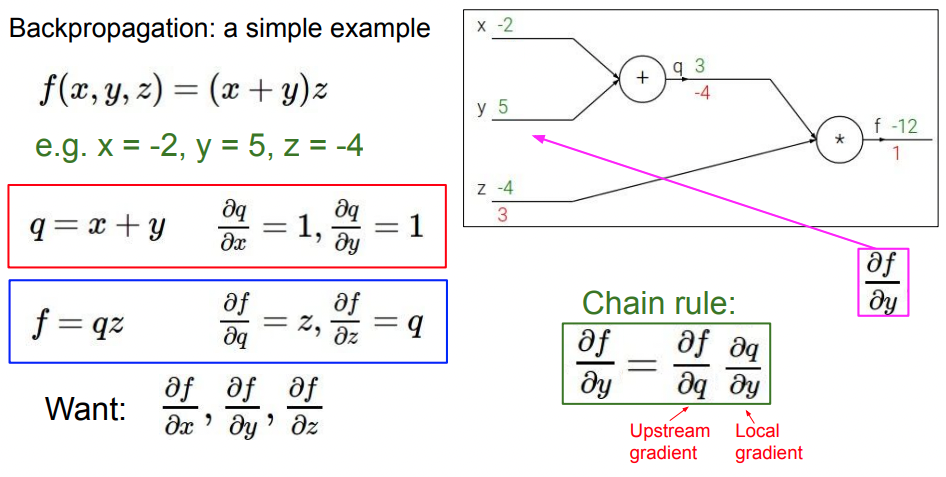 Backpropagation: a simple example
f(x, y, z) = (x + y)z
e.g. x = -2, y = 5, z = -4
q = x + y    ∂q/∂x = 1, ∂q/∂y = 1
f = qz    ∂f/∂q = z, ∂f/∂z = q
Want: ∂f/∂x, ∂f/∂y, ∂f/∂z
x -2
y 5
z -4
3
+
q 3
-4
*
f -12
1
∂f/∂y
Chain rule:
∂f/∂y = ∂f/∂q ∂q/∂y
Upstream gradient
Local gradient